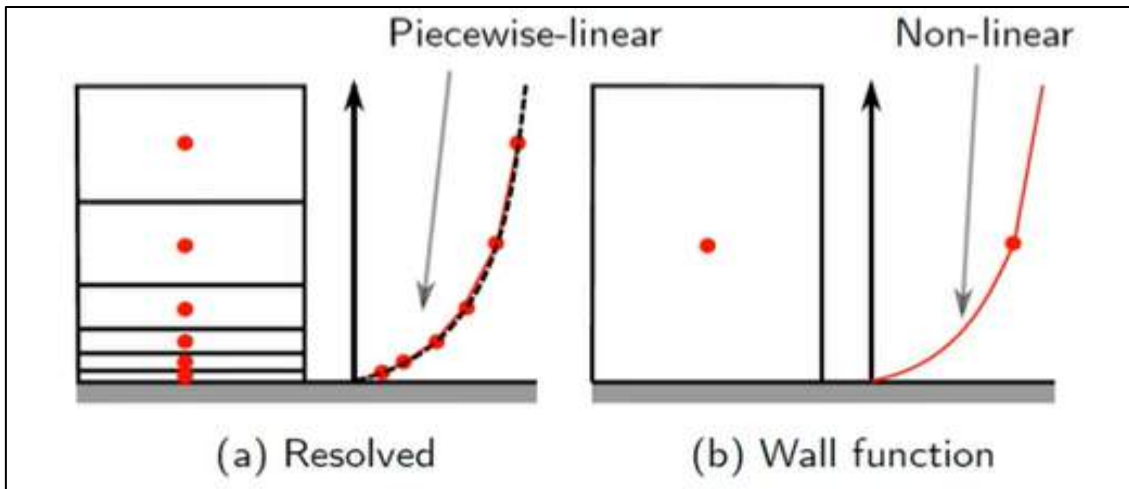 Piecewise-linear
Non-linear
(a) Resolved
(b) Wall function